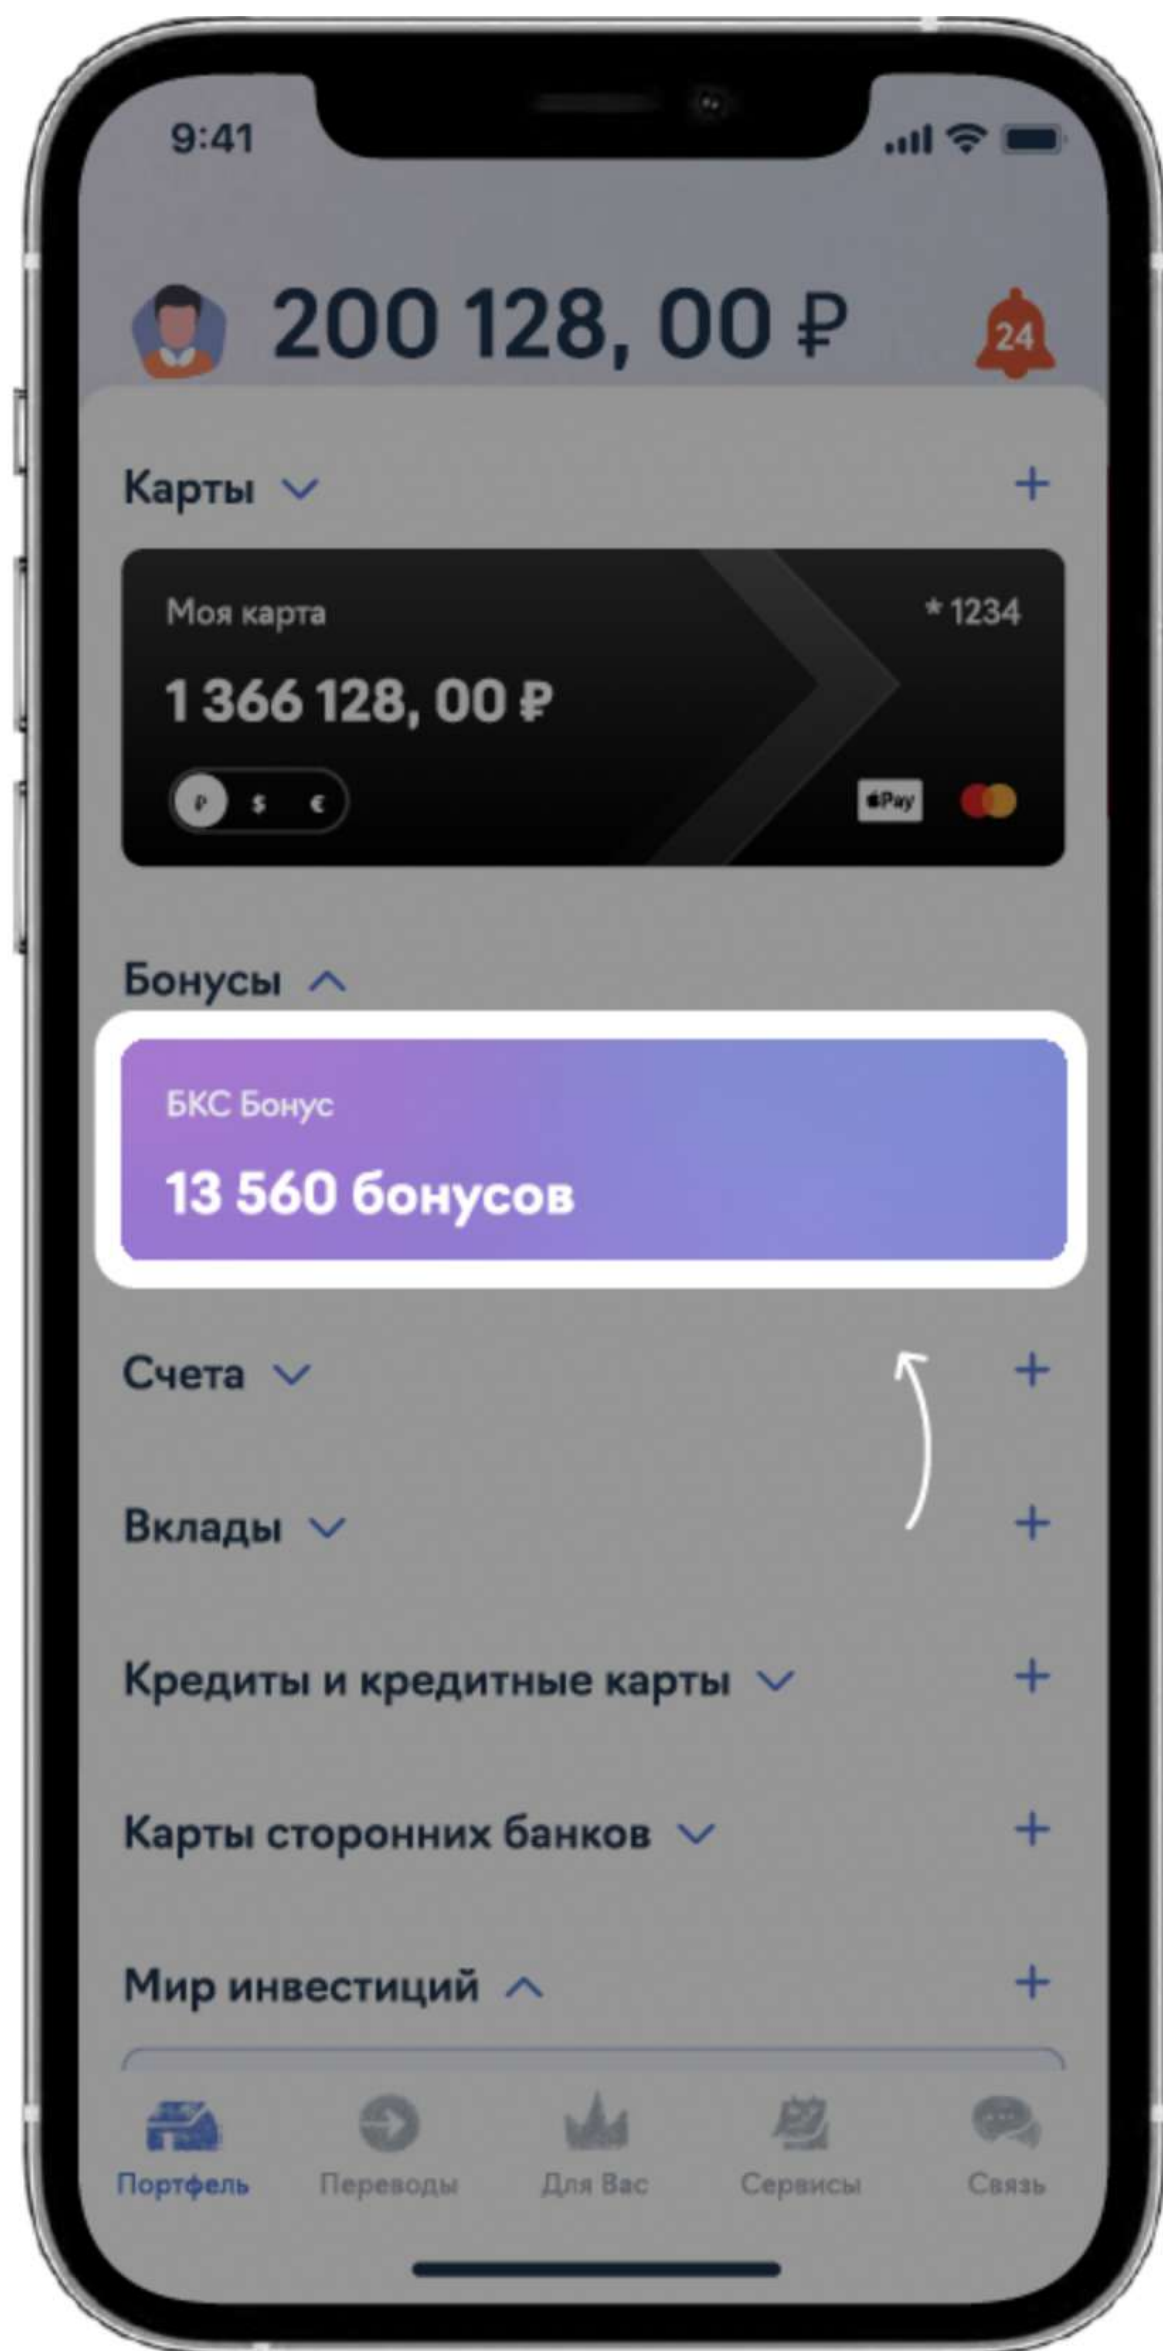 9:41
200 128, 00 ₽
24
Карты
+
Моя карта
* 1234
1 366 128, 00 ₽
₽ $ €
Pay
Бонусы
БКС Бонус
13 560 бонусов
Счета
+
Вклады
+
Кредиты и кредитные карты
+
Карты сторонних банков
+
Мир инвестиций
+
Портфель Переводы Для Вас Сервисы Связь